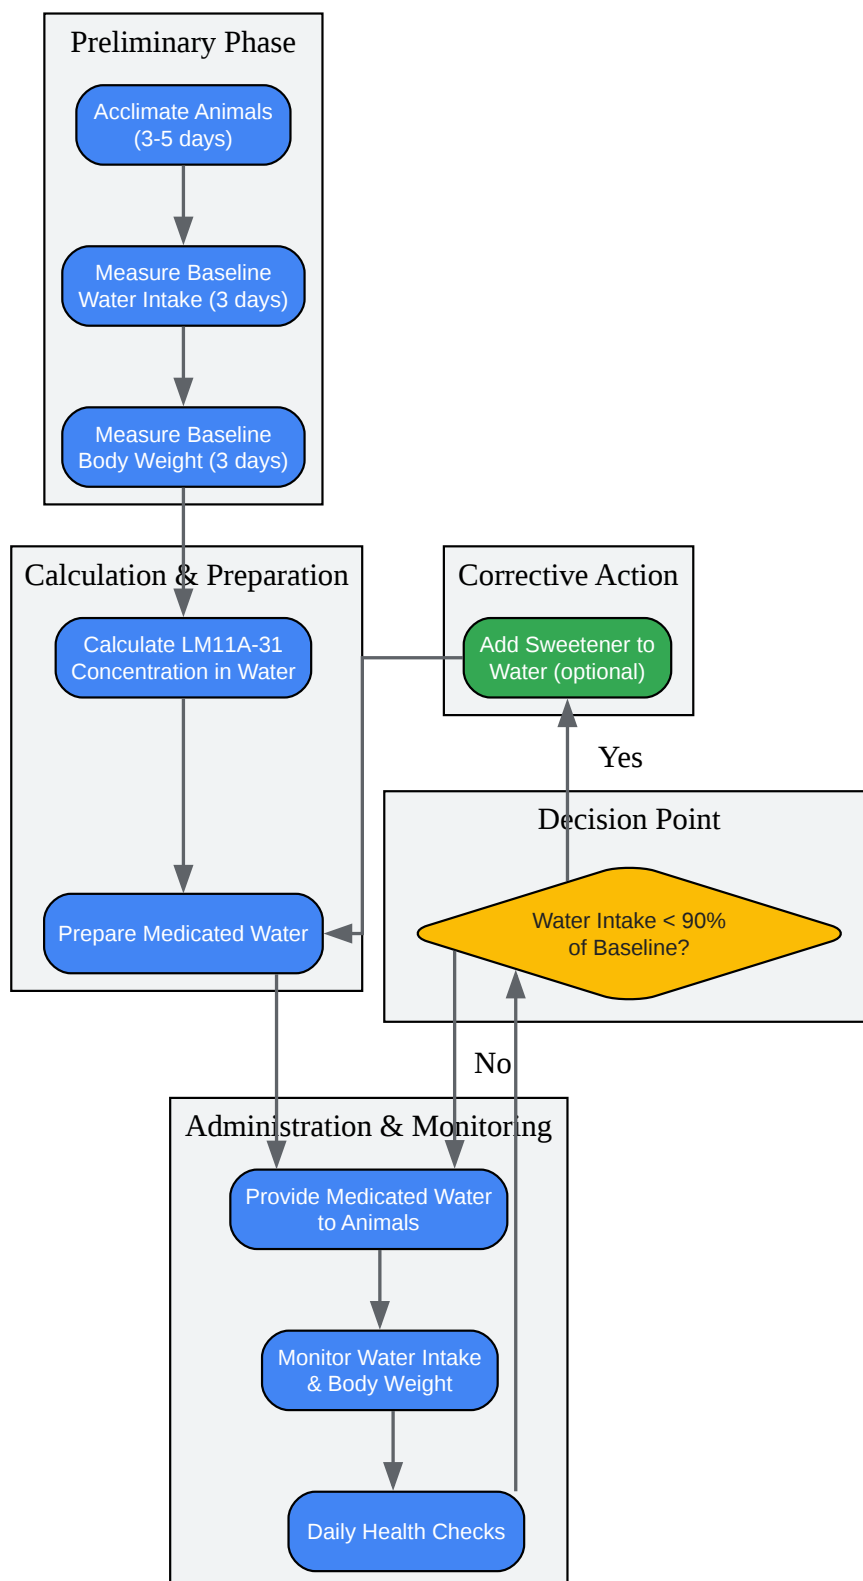 Preliminary Phase
Acclimate Animals
(3-5 days)
Measure Baseline
Water Intake (3 days)
Measure Baseline
Body Weight (3 days)
Calculation & Preparation
Calculate LM11A-31
Concentration in Water
Prepare Medicated Water
Corrective Action
Add Sweetener to
Water (optional)
Yes
Decision Point
Water Intake < 90%
of Baseline?
No
Administration & Monitoring
Provide Medicated Water
to Animals
Monitor Water Intake
& Body Weight
Daily Health Checks